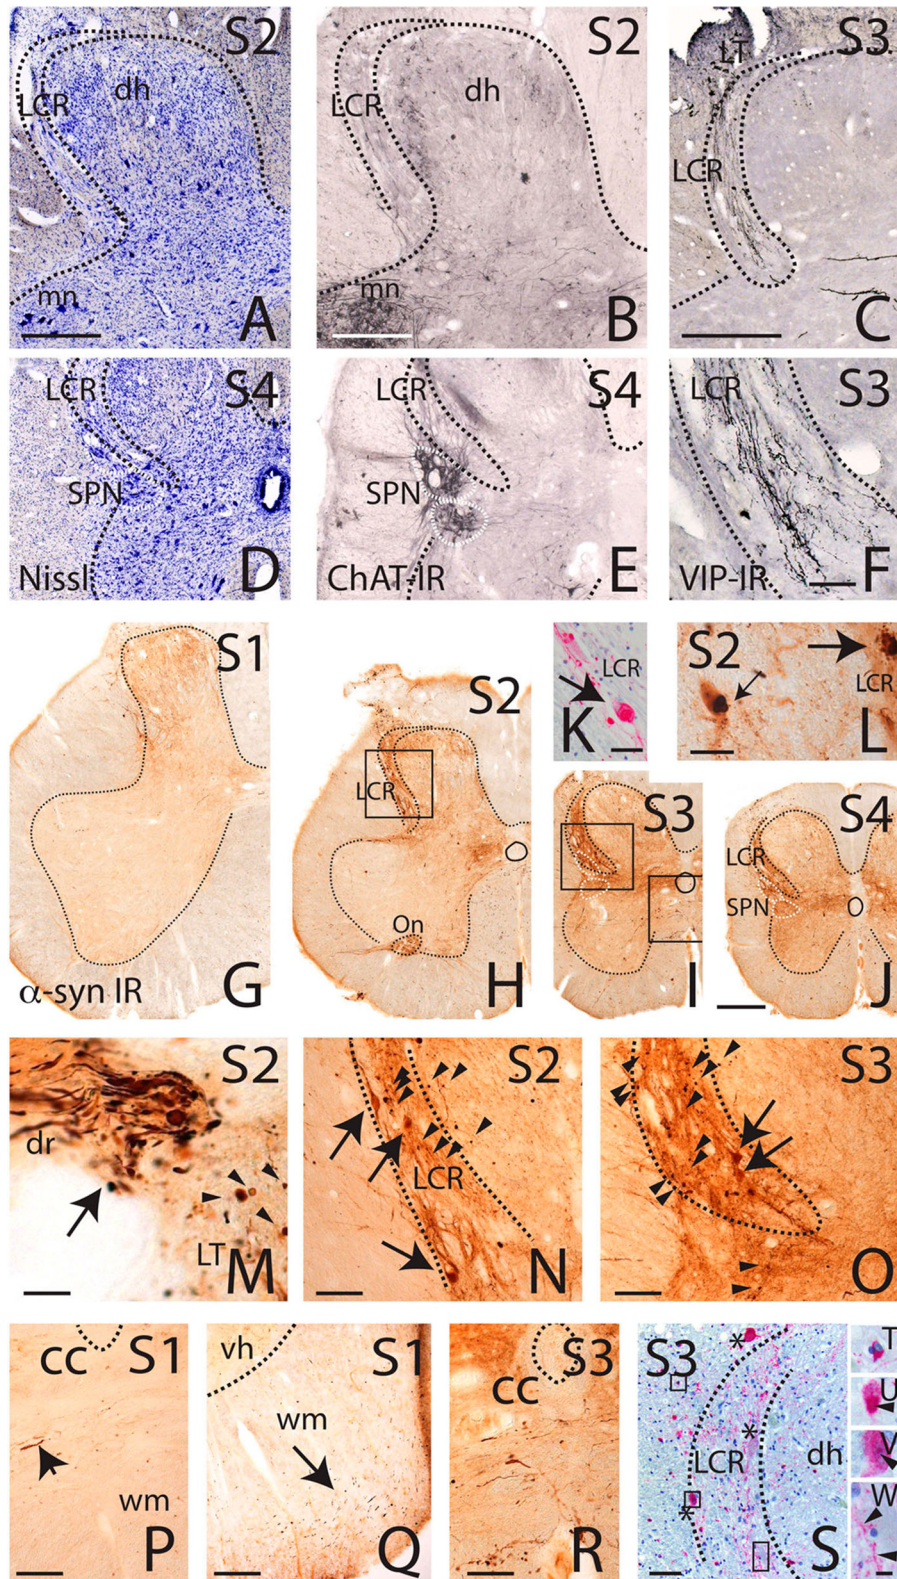 S2
LCR
dh
mn
A
S2
LCR
dh
mn
B
S3
LT
LCR
C
LCR
S4
SPN
Nissl
D
LCR
S4
SPN
ChAT-IR
E
LCR
S3
VIP-IR
F
S1
α-syn IR
G
S2
LCR
On
H
LCR
K
S2
LCR
L
S3
I
S4
LCR
SPN
J
S2
dr
LT
M
S2
LCR
N
S3
O
cc
S1
wm
P
vh
S1
wm
Q
S3
cc
R
S3
*
*
LCR
dh
*
S
T
U
V
W